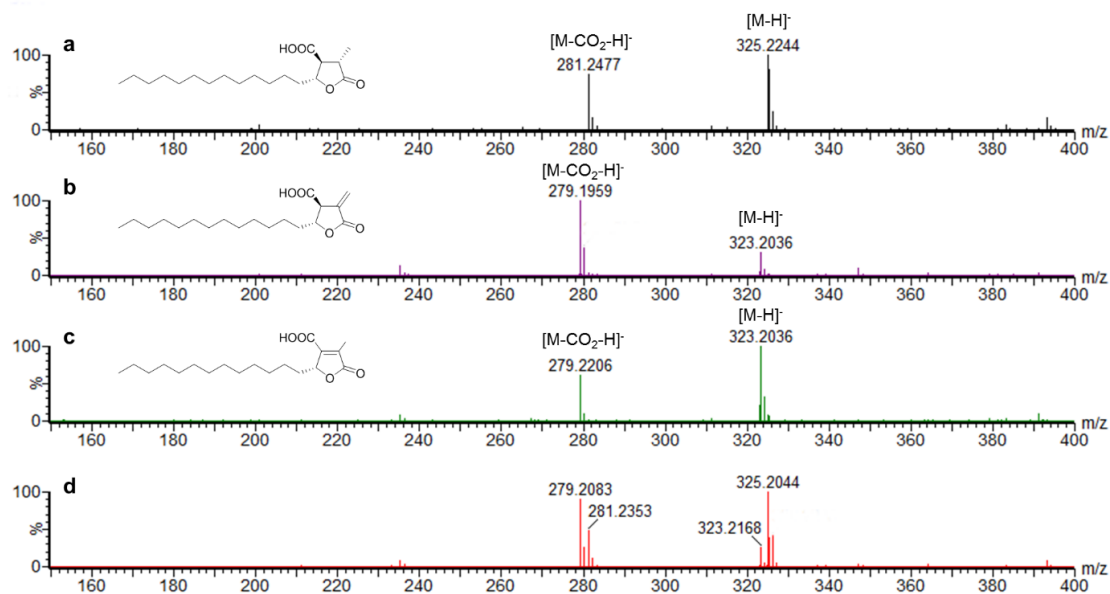 a
HOOC
O
O
[M-CO₂-H]⁻
281.2477
[M-H]⁻
325.2244
100
%
0
160 180 200 220 240 260 280 300 320 340 360 380 400 m/z
b
HOOC
O
O
[M-CO₂-H]⁻
279.1959
[M-H]⁻
323.2036
100
%
0
160 180 200 220 240 260 280 300 320 340 360 380 400 m/z
c
HOOC
O
O
[M-CO₂-H]⁻
279.2206
[M-H]⁻
323.2036
100
%
0
160 180 200 220 240 260 280 300 320 340 360 380 400 m/z
d
279.2083
281.2353
323.2168
325.2044
100
%
0
160 180 200 220 240 260 280 300 320 340 360 380 400 m/z